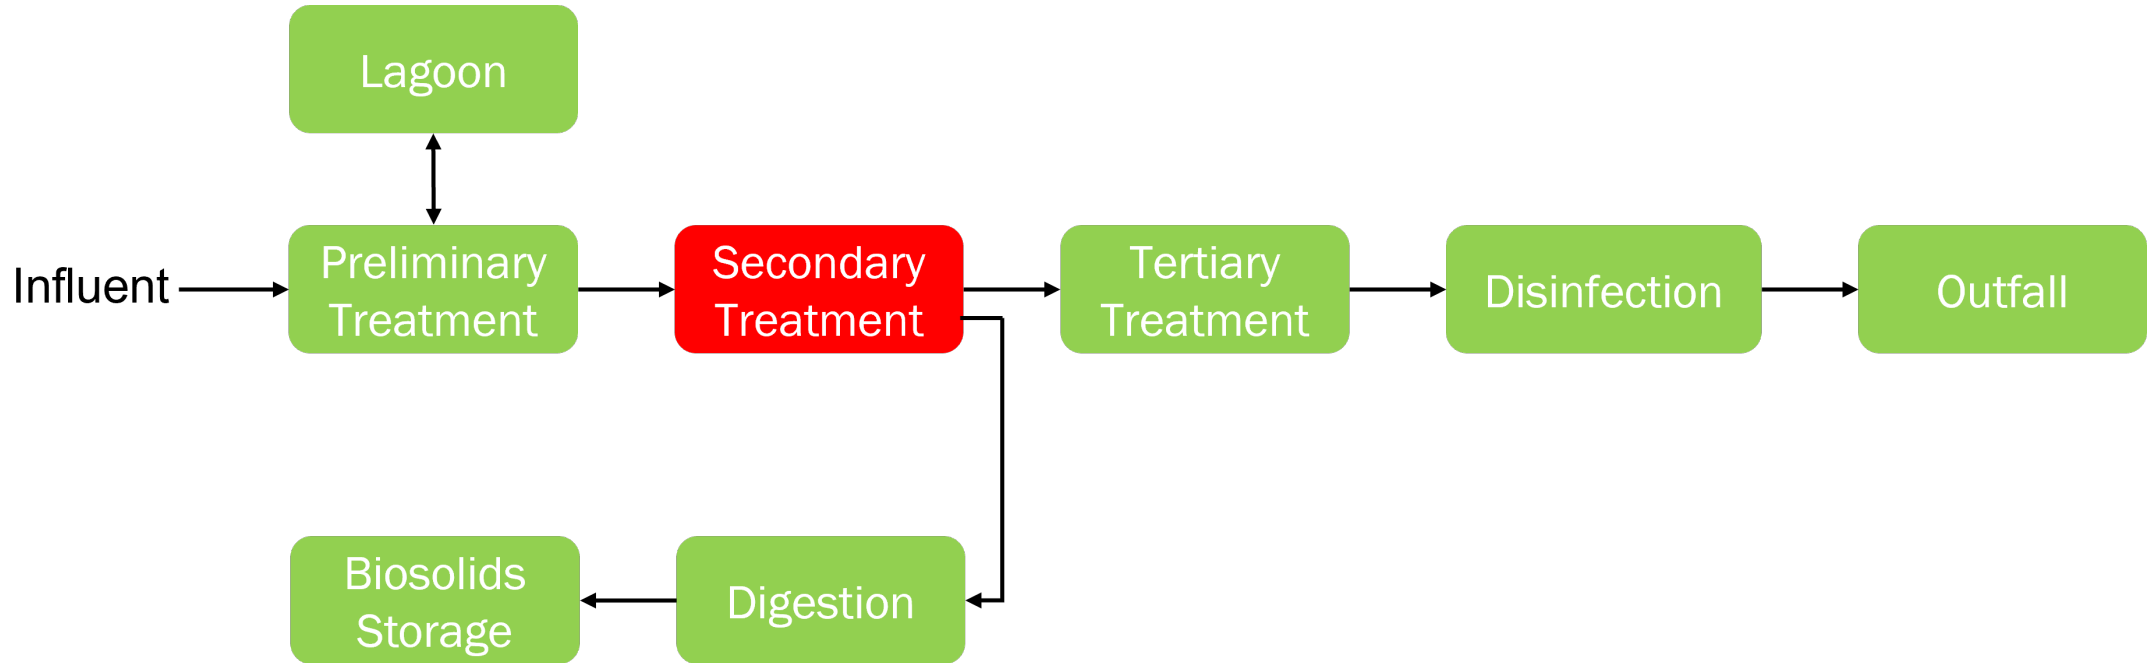 Lagoon
Influent
Preliminary
Treatment
Secondary
Treatment
Tertiary
Treatment
Disinfection
Outfall
Biosolids
Storage
Digestion